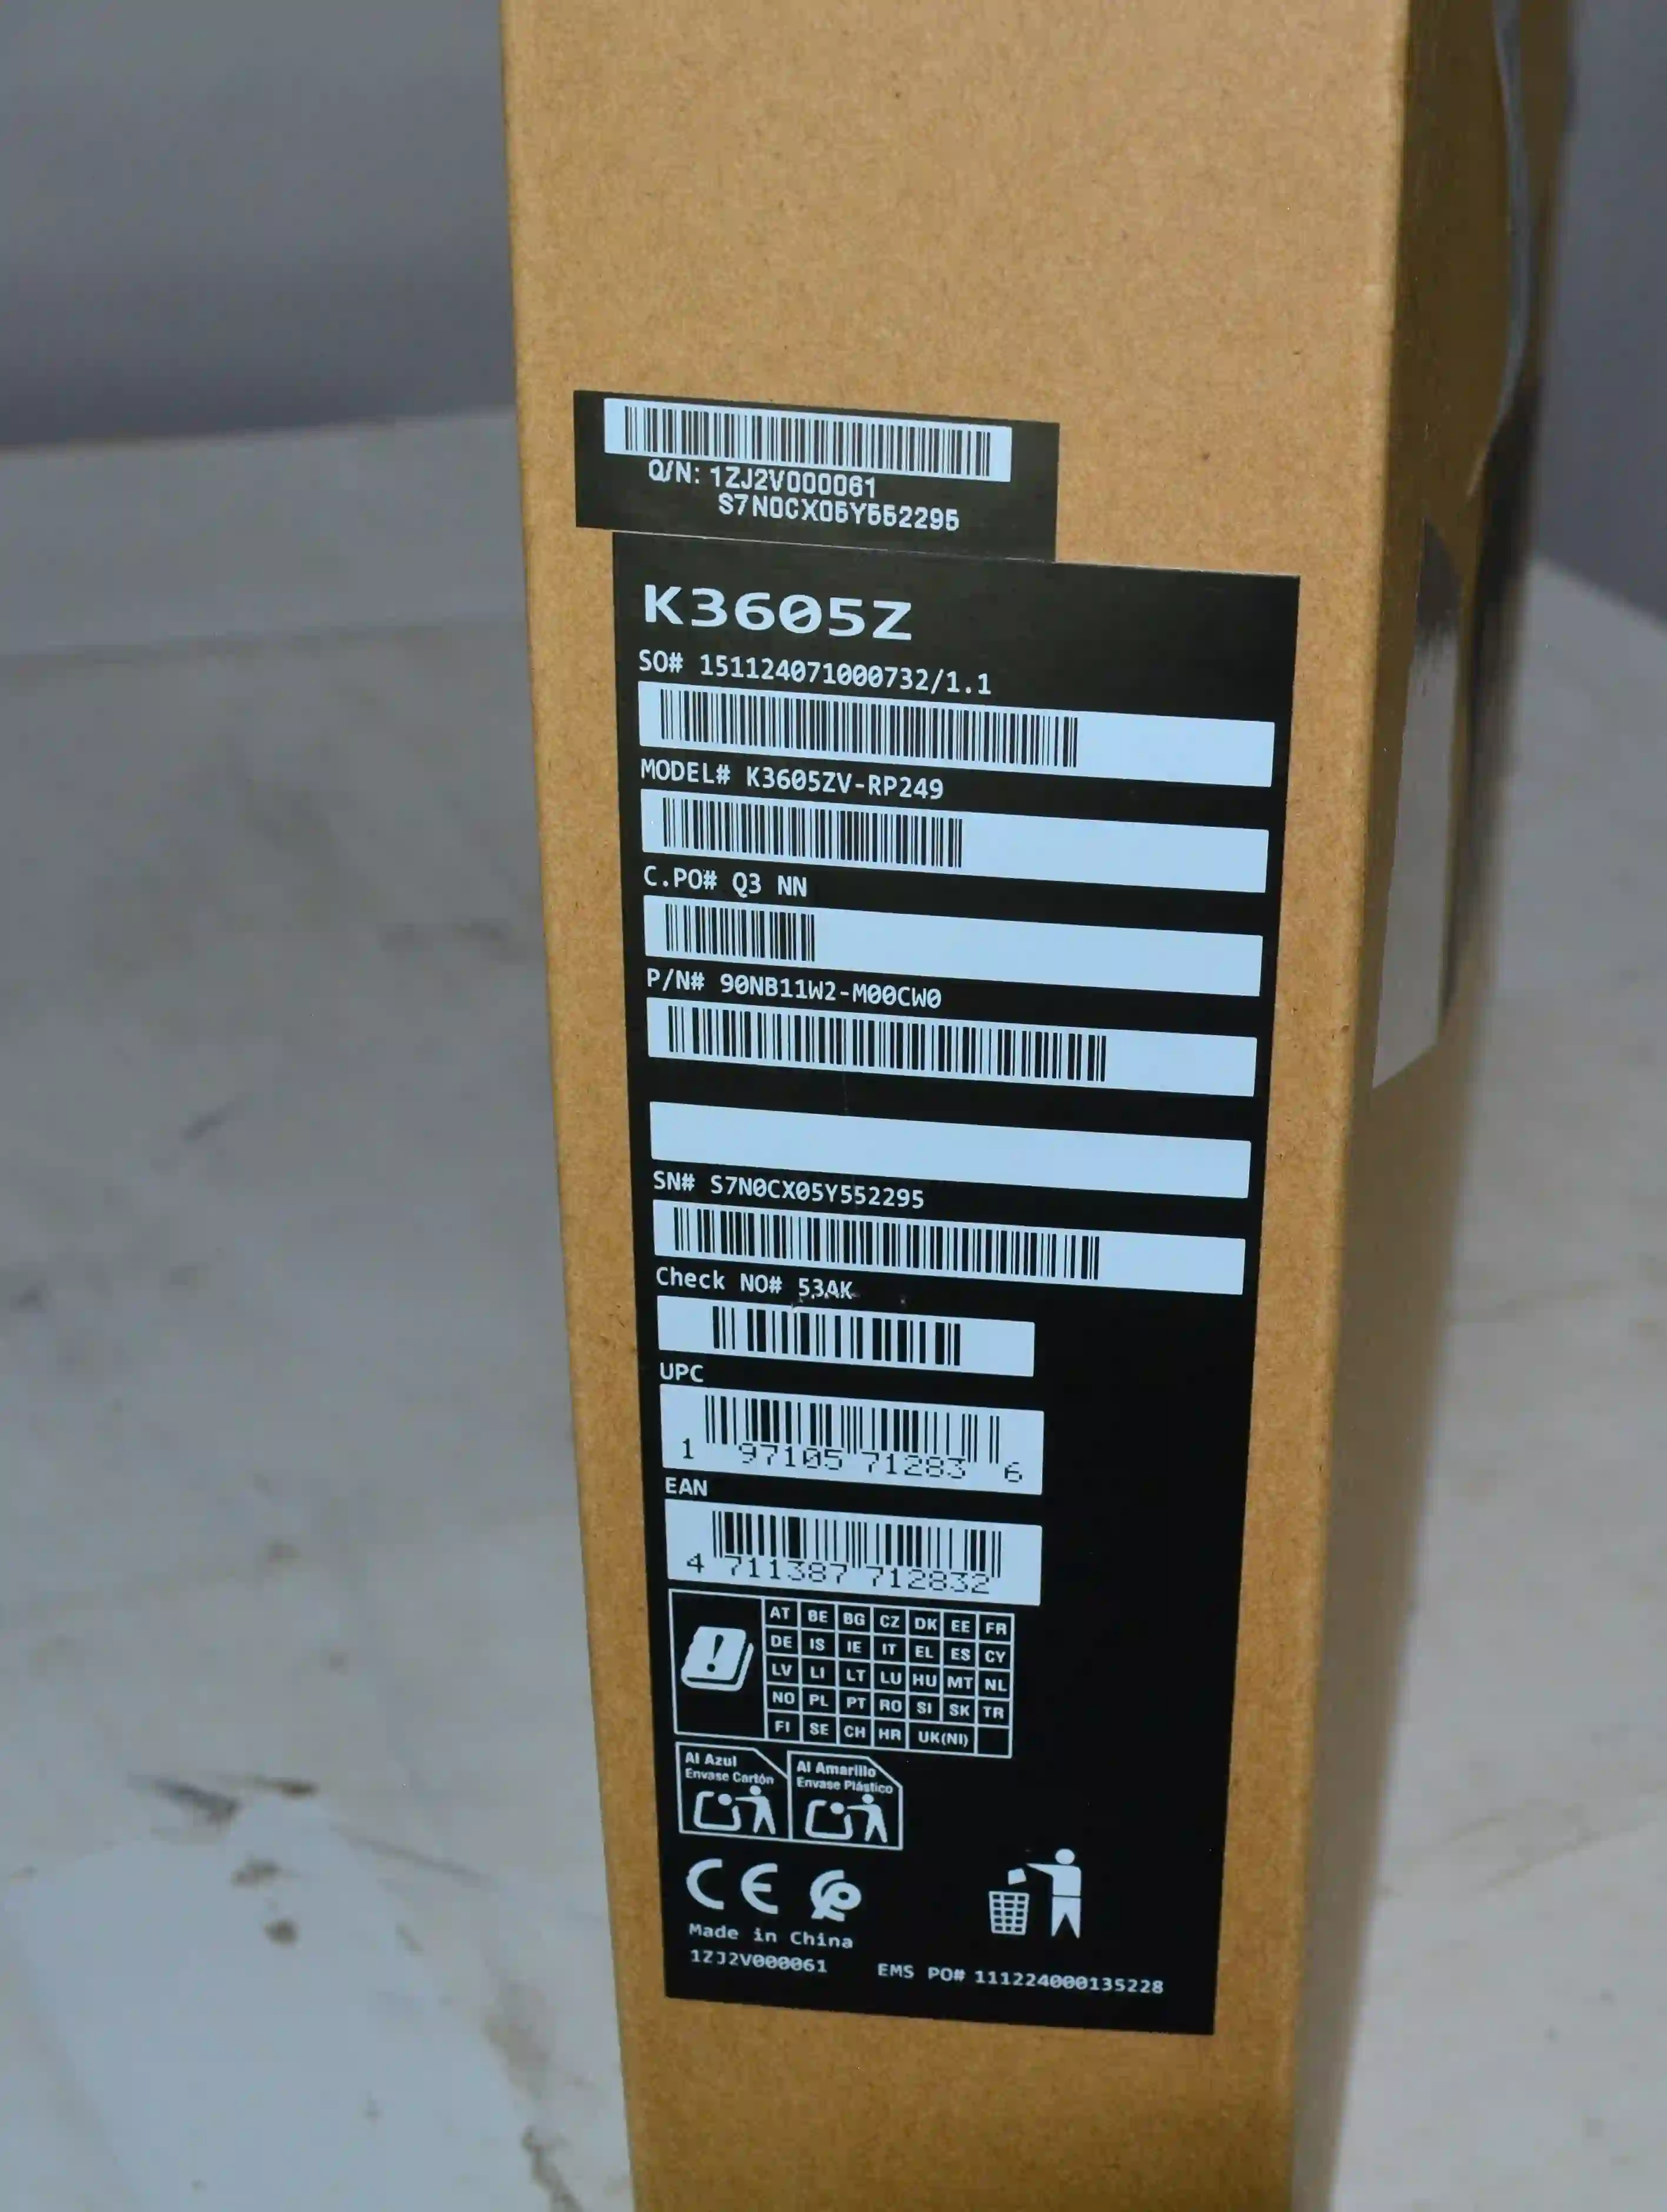 Q/N: 1ZJ2V000061
S7N0CX05Y552295
K3605Z
SO# 151124071000732/1.1
MODEL# K3605ZV-RP249
C.PO# Q3 NN
P/N# 90NB11W2-M00CW0
SN# S7N0CX05Y552295
Check NO# 53AK
UPC
1 97105 71283 6
EAN
4 711387 712832
AT BE BG CZ DK EE FR
DE IS IE IT EL ES CY
LV LI LT LU HU MT NL
NO PL PT RO SI SK TR
FI SE CH HR UK(NI)
Al Azul
Envase Cartón
Al Amarillo
Envase Plástico
CE
Made in China
1ZJ2V000061 EMS PO# 111224000135228